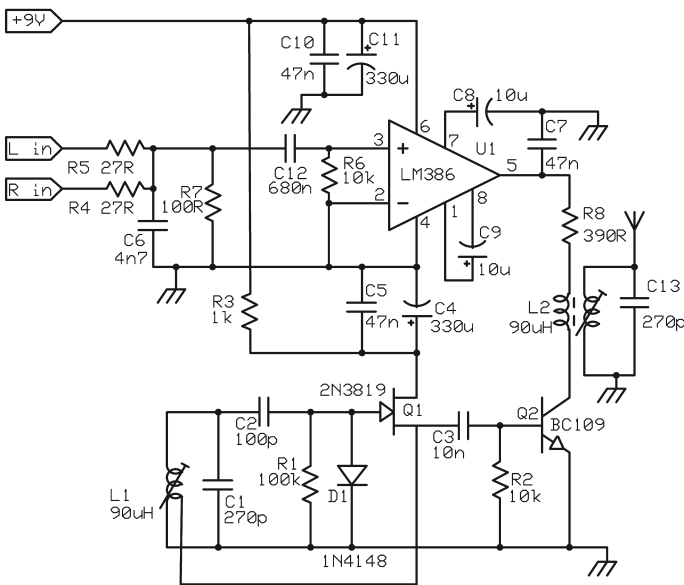 +9V
C10
47n
C11
+
330u
C8
10u
+
6
7
C7
47n
L in
R5 27R
R in
R4 27R
R7
100R
C12
680n
R6
10k
3
+
U1
LM386
5
2
−
4
1
8
C6
4n7
C9
+
10u
R8
390R
R3
1k
C5
47n
C4
+
330u
L2
90uH
C13
270p
2N3819
Q1
Q2
BC109
C2
100p
C3
10n
R1
100k
D1
R2
10k
L1
90uH
C1
270p
1N4148